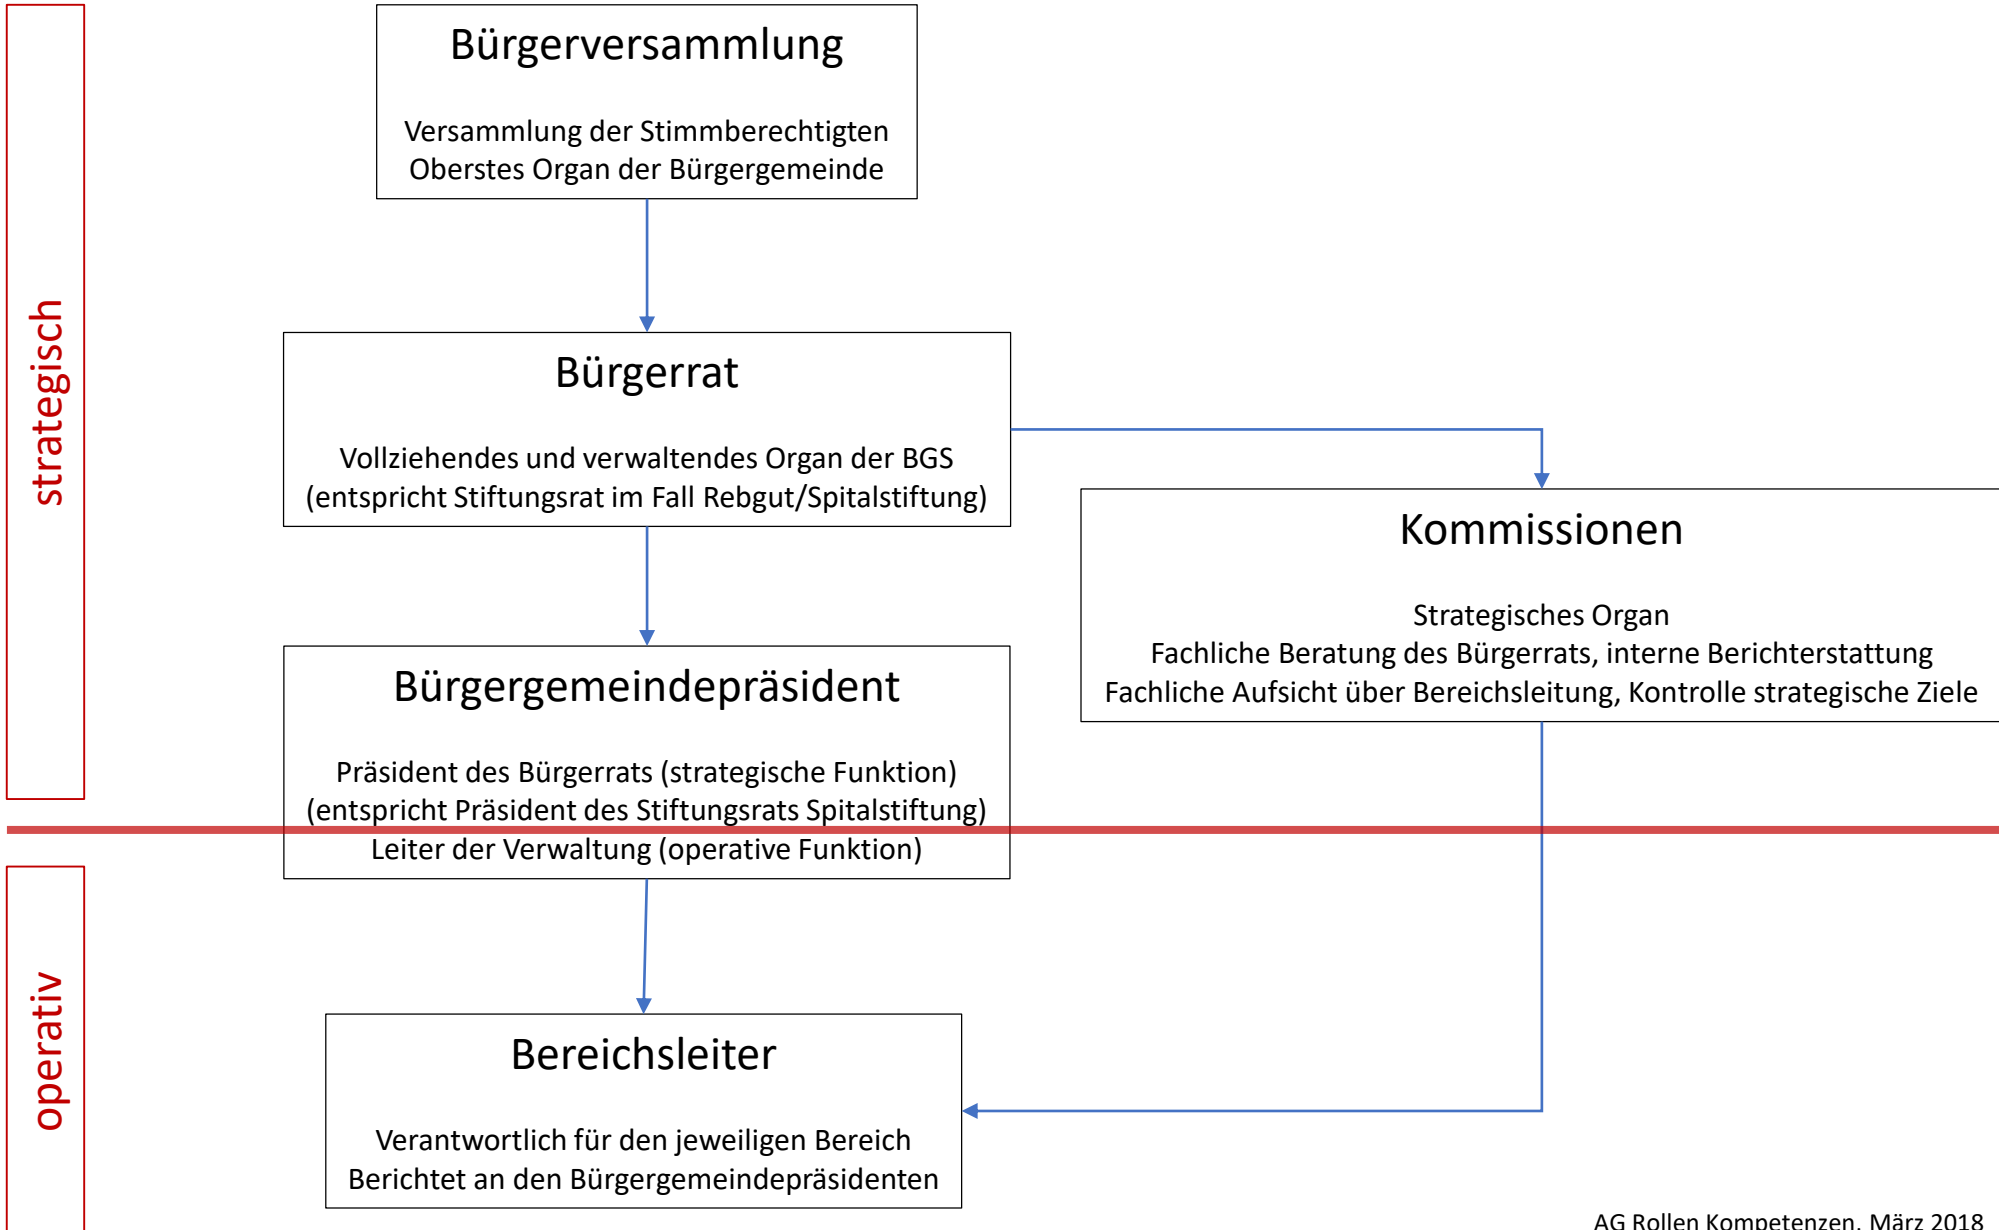 strategisch
Bürgerversammlung
Versammlung der Stimmberechtigten
Oberstes Organ der Bürgergemeinde
Bürgerrat
Vollziehendes und verwaltendes Organ der BGS
(entspricht Stiftungsrat im Fall Rebgut/Spitalstiftung)
Kommissionen
Strategisches Organ
Fachliche Beratung des Bürgerrats, interne Berichterstattung
Fachliche Aufsicht über Bereichsleitung, Kontrolle strategische Ziele
Bürgergemeindepräsident
Präsident des Bürgerrats (strategische Funktion)
(entspricht Präsident des Stiftungsrats Spitalstiftung)
Leiter der Verwaltung (operative Funktion)
operativ
Bereichsleiter
Verantwortlich für den jeweiligen Bereich
Berichtet an den Bürgergemeindepräsidenten
AG Rollen Kompetenzen, März 2018